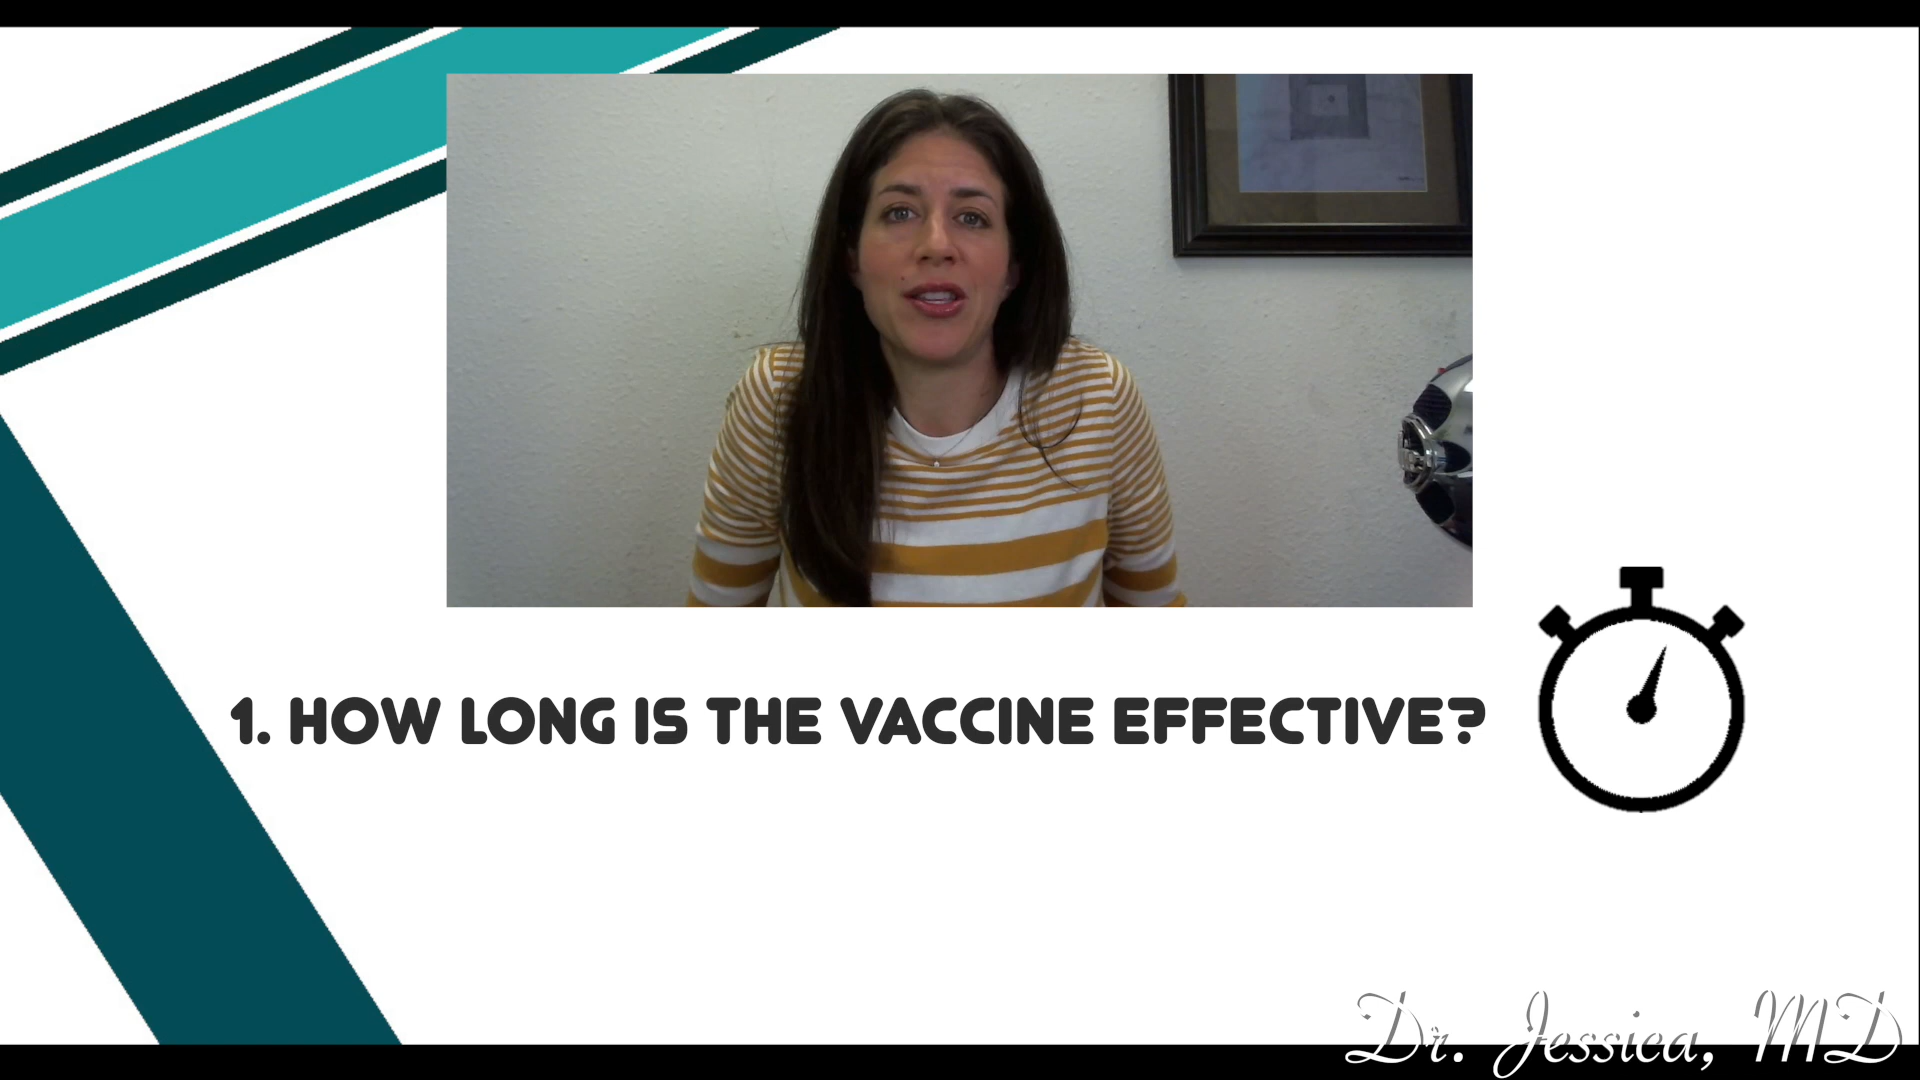 1. HOW LONG IS THE VACCINE EFFECTIVE?
Dr. Jessica, MD